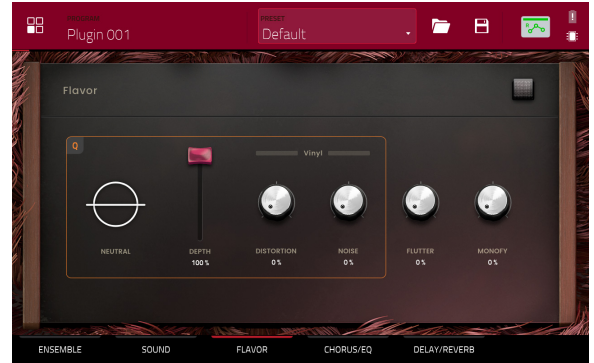 PROGRAM
Plugin 001
PRESET
Default
Flavor
Q
Vinyl
NEUTRAL
DEPTH
100 %
DISTORTION
0 %
NOISE
0 %
FLUTTER
0 %
MONOFY
0 %
ENSEMBLE
SOUND
FLAVOR
CHORUS/EQ
DELAY/REVERB